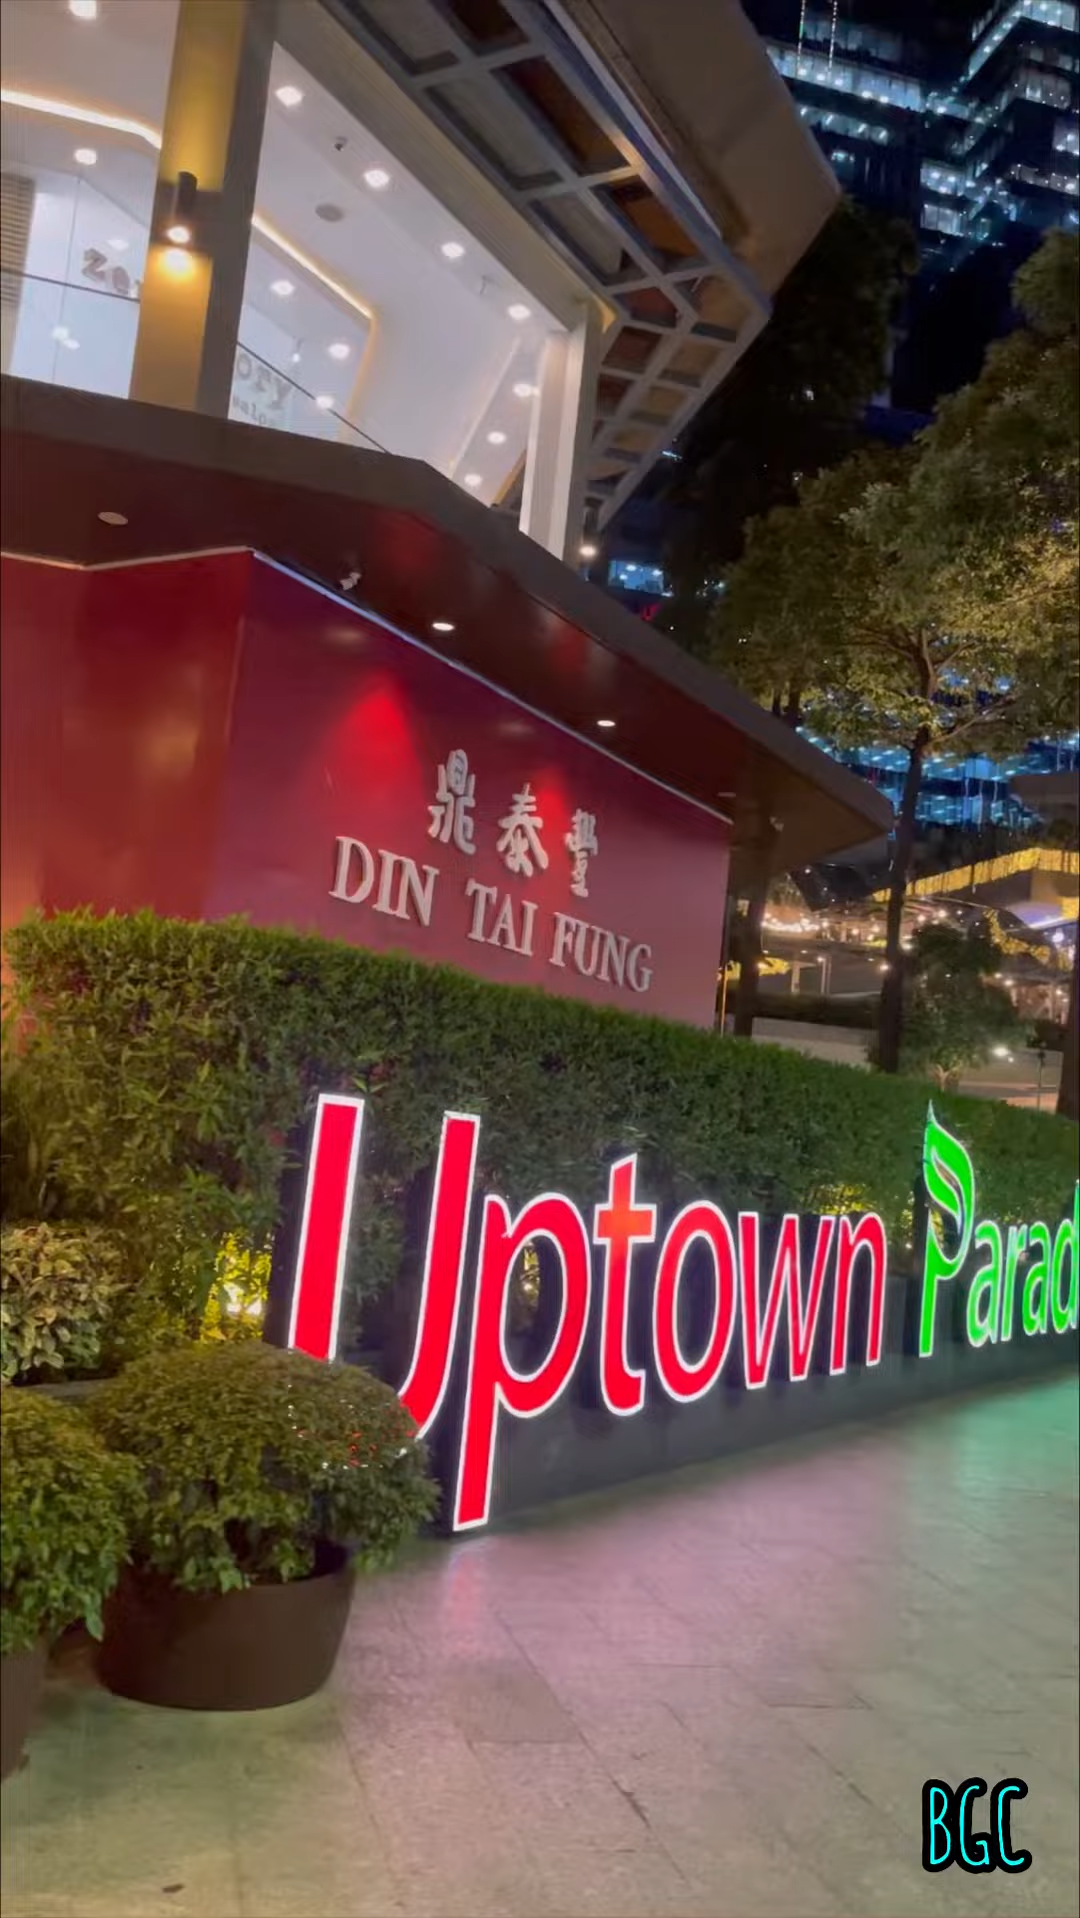 鼎泰豐
DIN TAI FUNG
Uptown Parad
BGC